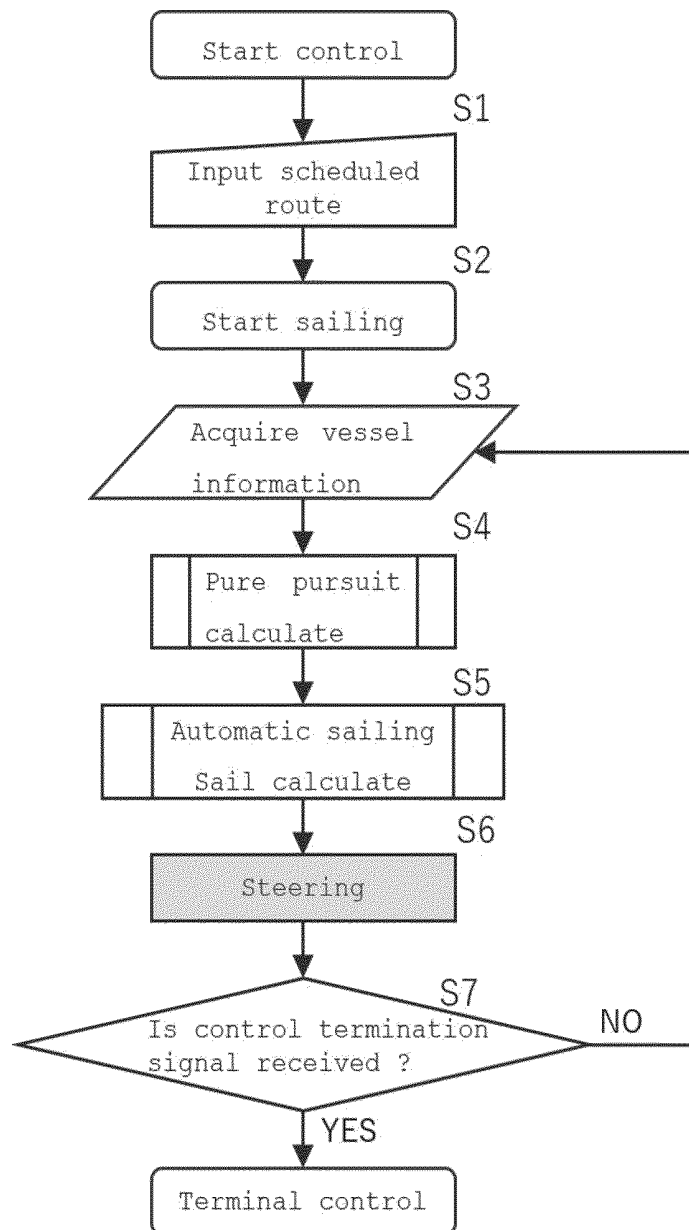 Start control
S1
Input scheduled
route
S2
Start sailing
S3
Acquire vessel
information
S4
Pure pursuit
calculate
S5
Automatic sailing
Sail calculate
S6
Steering
S7
Is control termination
signal received ?
NO
YES
Terminal control